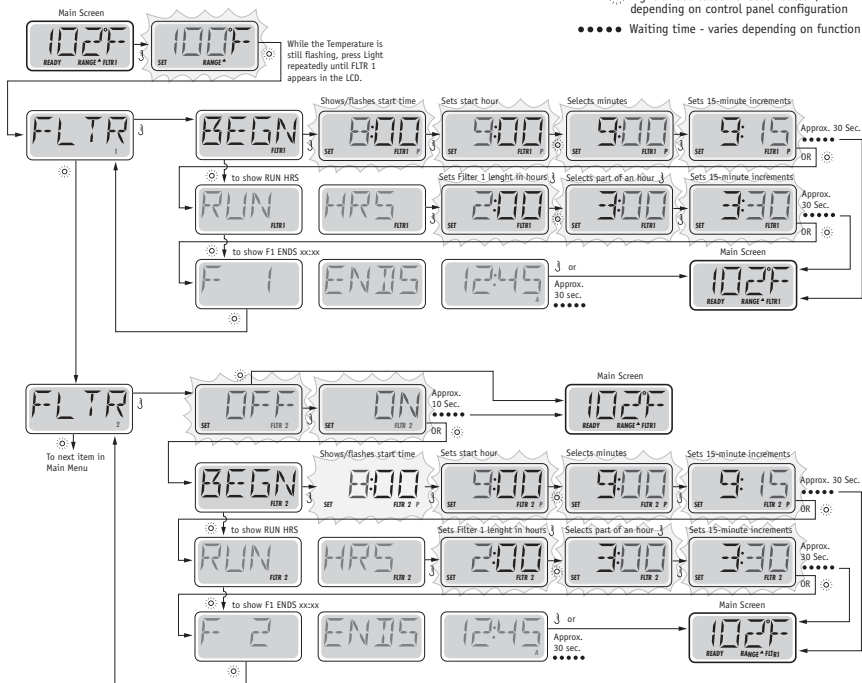 depending on control panel configuration
Waiting time - varies depending on function
Main Screen
102°F
READY RANGE FLTR1
100°F
SET RANGE
While the Temperature is
still flashing, press Light
repeatedly until FLTR 1
appears in the LCD.
Shows/flashes start time
Sets start hour
Selects minutes
Sets 15-minute increments
FLTR
1
BEGN
FLTR1
8:00
SET FLTR1 P
9:00
SET FLTR1 P
9:00
SET FLTR1 P
9:15
SET FLTR1 P
Approx. 30 Sec.
OR
to show RUN HRS
Sets Filter 1 lenght in hours
Selects part of an hour
Sets 15-minute increments
RUN
FLTR1
HRS
FLTR1
2:00
SET FLTR1
3:00
SET FLTR1
3:30
SET FLTR1
Approx.
30 Sec.
OR
to show F1 ENDS xx:xx
F 1
ENDS
12:45
A
or
Approx.
30 sec.
Main Screen
102°F
READY RANGE FLTR1
FLTR
2
OFF
SET FLTR 2
ON
SET FLTR 2
Approx.
10 Sec.
OR
Main Screen
102°F
READY RANGE FLTR1
To next item in
Main Menu
Shows/flashes start time
Sets start hour
Selects minutes
Sets 15-minute increments
BEGN
FLTR 2
8:00
SET FLTR 2 P
9:00
SET FLTR 2 P
9:00
SET FLTR 2 P
9:15
SET FLTR 2 P
Approx. 30 Sec.
OR
to show RUN HRS
Sets Filter 1 lenght in hours
Selects part of an hour
Sets 15-minute increments
RUN
FLTR 2
HRS
FLTR 2
2:00
SET FLTR 2
3:00
SET FLTR 2
3:30
SET FLTR 2
Approx.
30 Sec.
OR
to show F1 ENDS xx:xx
F 2
ENDS
12:45
A
or
Approx.
30 sec.
Main Screen
102°F
READY RANGE FLTR1